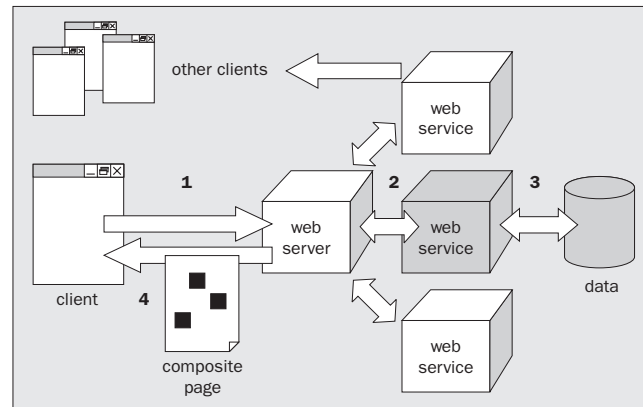 other clients
web
service
1
2
3
web
server
web
service
client
4
data
composite
page
web
service